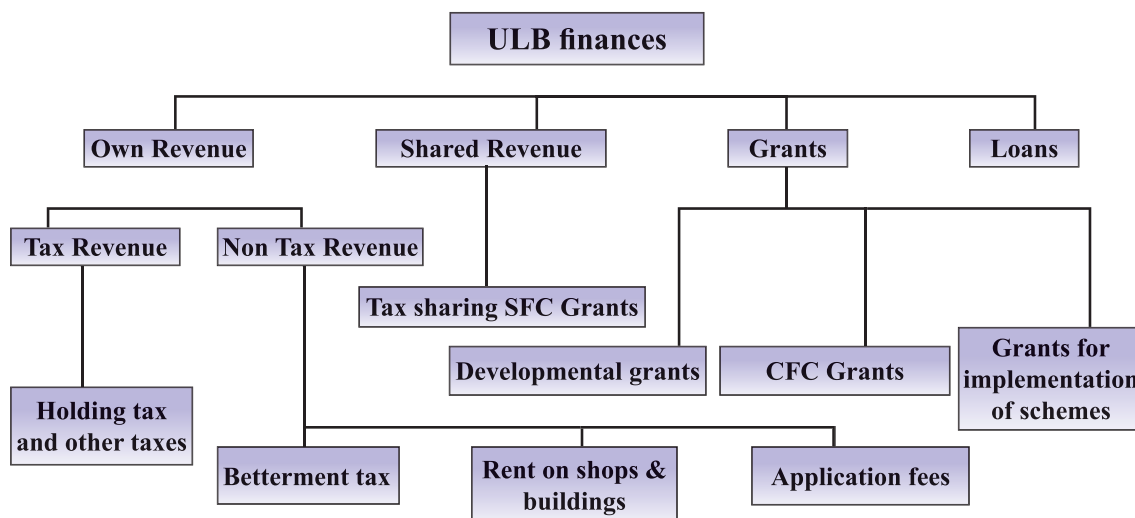 ULB finances
Own Revenue
Shared Revenue
Grants
Loans
Tax Revenue
Non Tax Revenue
Tax sharing SFC Grants
Developmental grants
CFC Grants
Grants for
implementation
of schemes
Holding tax
and other taxes
Betterment tax
Rent on shops &
buildings
Application fees